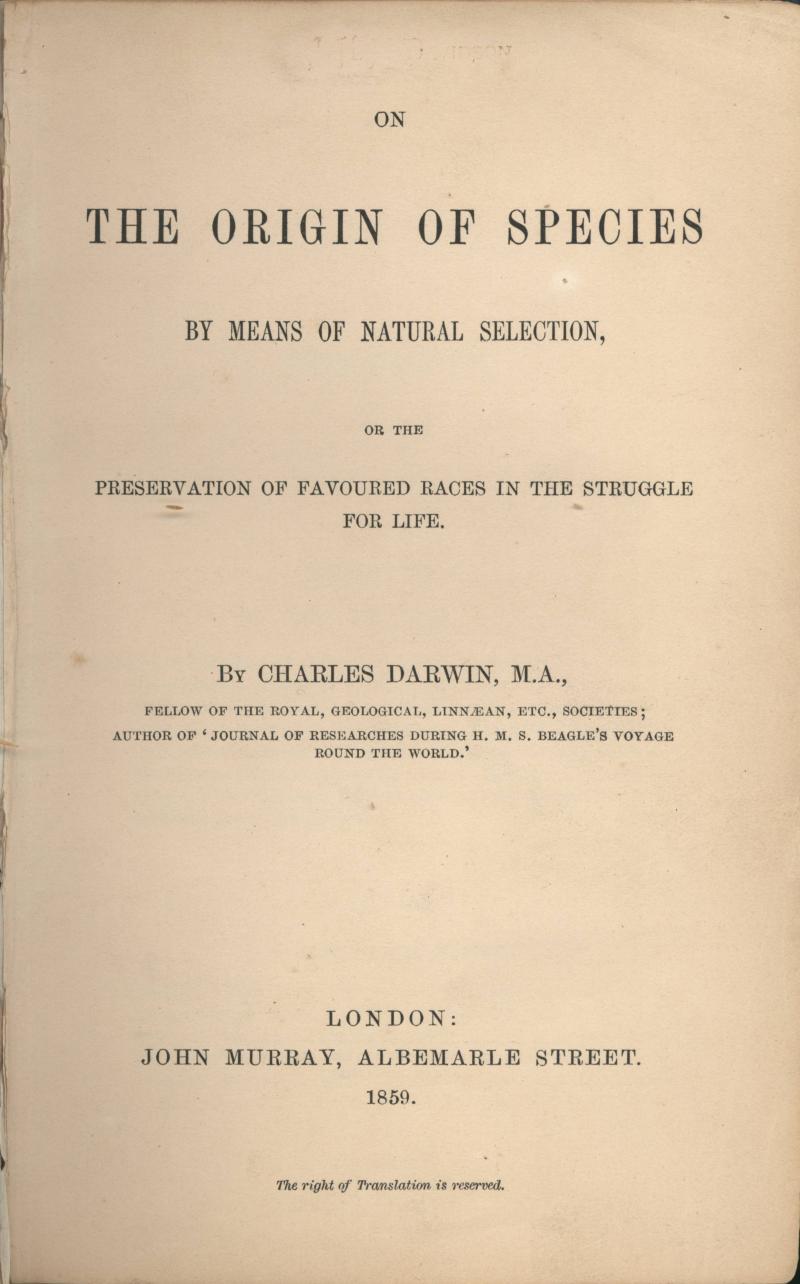 ON
THE ORIGIN OF SPECIES
BY MEANS OF NATURAL SELECTION,
OR THE
PRESERVATION OF FAVOURED RACES IN THE STRUGGLE
FOR LIFE.
BY CHARLES DARWIN, M.A.,
FELLOW OF THE ROYAL, GEOLOGICAL, LINNÆAN, ETC., SOCIETIES;
AUTHOR OF ‘JOURNAL OF RESEARCHES DURING H. M. S. BEAGLE’S VOYAGE
ROUND THE WORLD.’
LONDON:
JOHN MURRAY, ALBEMARLE STREET.
1859.
The right of Translation is reserved.